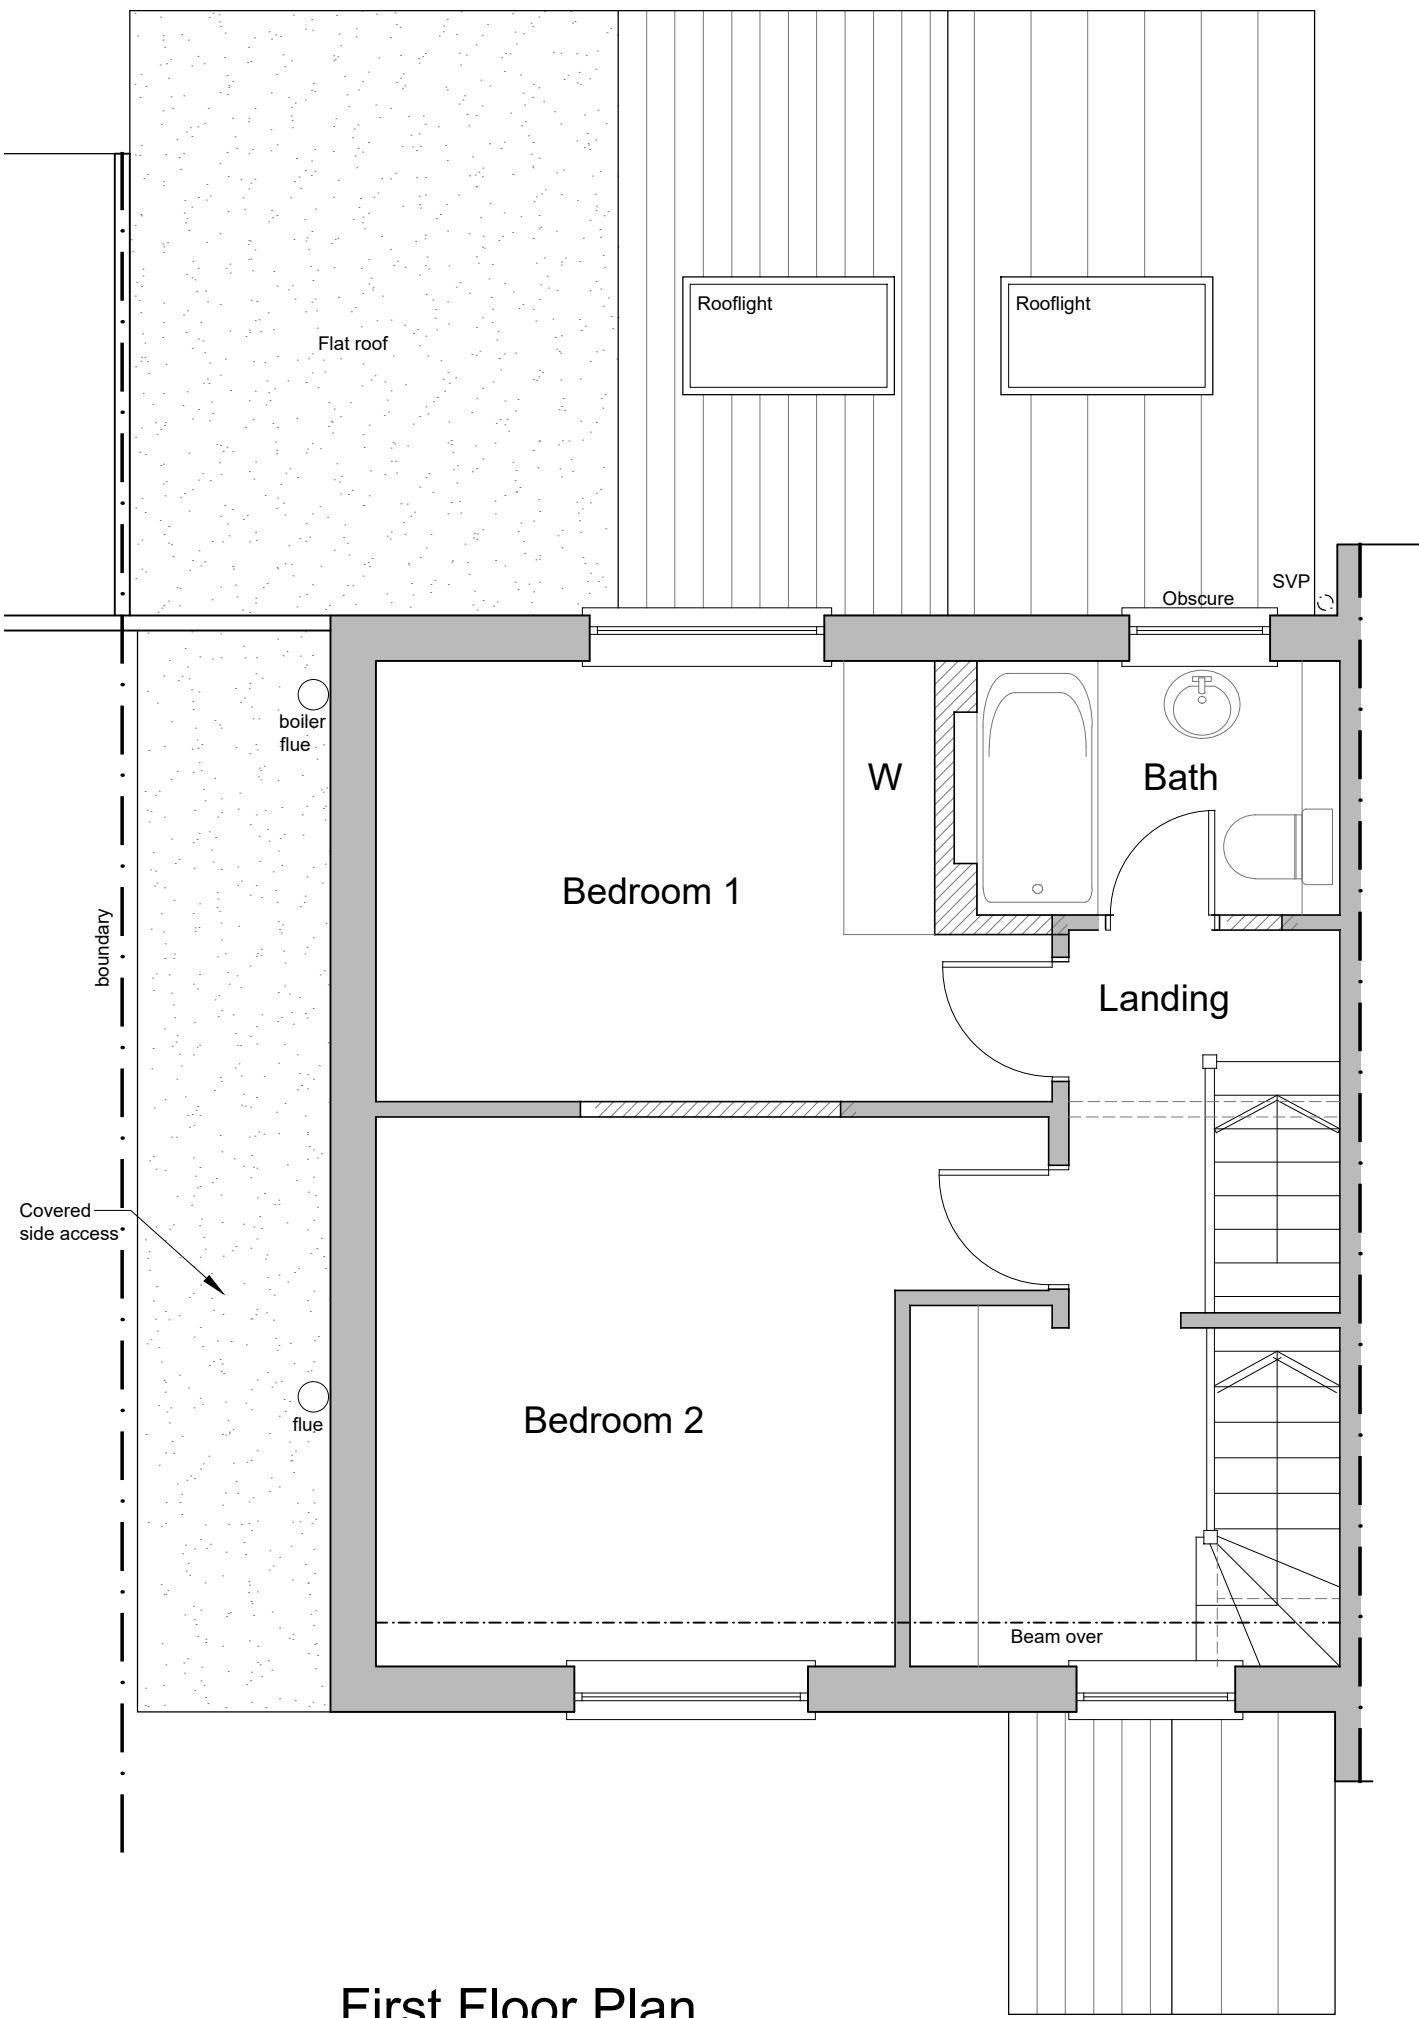 Rooflight
Rooflight
Flat roof
SVP
Obscure
boiler
flue
W
Bath
Bedroom 1
boundary
Landing
Covered
side access
Bedroom 2
flue
Beam over
First Floor Plan